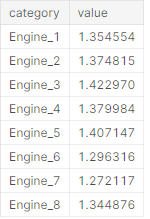 category value
Engine_1 1.354554
Engine_2 1.374815
Engine_3 1.422970
Engine_4 1.379984
Engine_5 1.407147
Engine_6 1.296316
Engine_7 1.272117
Engine_8 1.344876